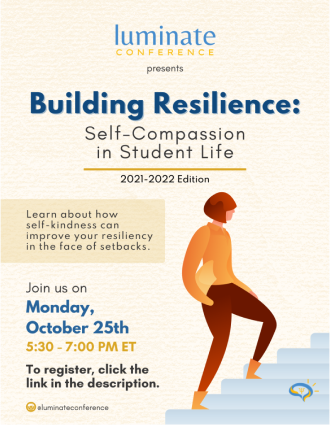 luminate
CONFERENCE
presents
Building Resilience:
Self-Compassion
in Student Life
2021-2022 Edition
Learn about how
self-kindness can
improve your resiliency
in the face of setbacks.
Join us on
Monday,
October 25th
5:30 - 7:00 PM ET
To register, click the
link in the description.
eluminateconference